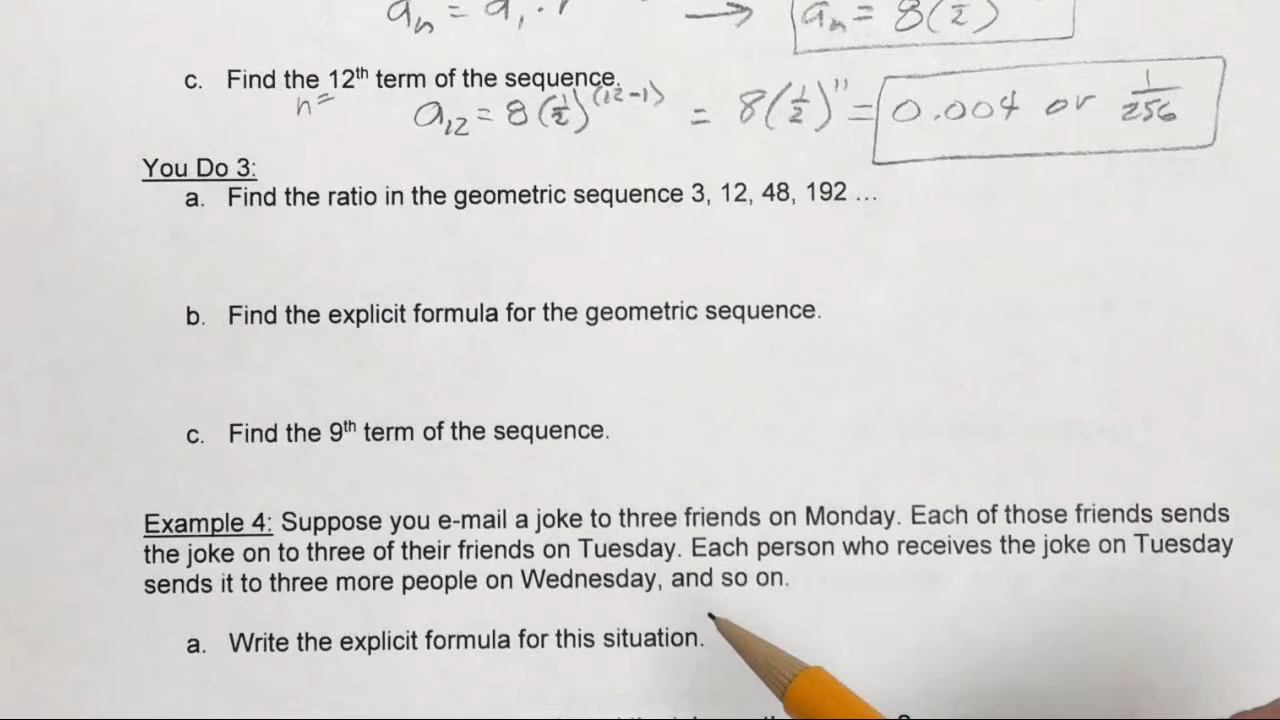 aₙ = a₁ · r → aₙ = 8(1/2)
c. Find the 12th term of the sequence.
n=
a₁₂ = 8(1/2)^(12-1) = 8(1/2)^11 = 0.004 or 1/256
You Do 3:
a. Find the ratio in the geometric sequence 3, 12, 48, 192 ...
b. Find the explicit formula for the geometric sequence.
c. Find the 9th term of the sequence.
Example 4: Suppose you e-mail a joke to three friends on Monday. Each of those friends sends
the joke on to three of their friends on Tuesday. Each person who receives the joke on Tuesday
sends it to three more people on Wednesday, and so on.
a. Write the explicit formula for this situation.